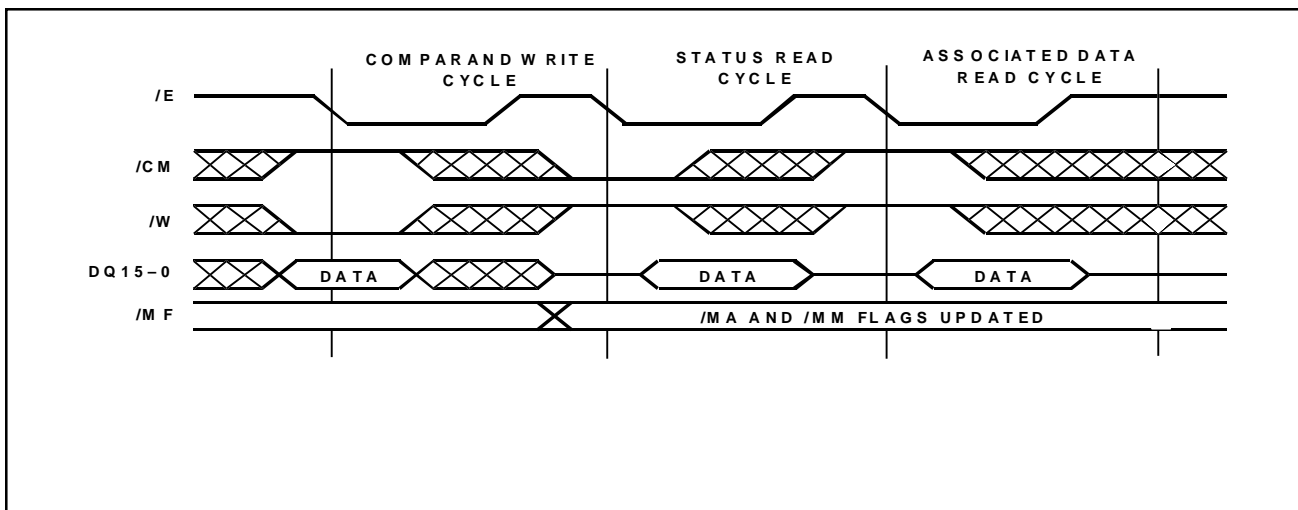 COMPARAND WRITE
CYCLE
STATUS READ
CYCLE
ASSOCIATED DATA
READ CYCLE
/E
/CM
/W
DQ15–0
DATA
DATA
DATA
/MF
/MA AND /MM FLAGS UPDATED